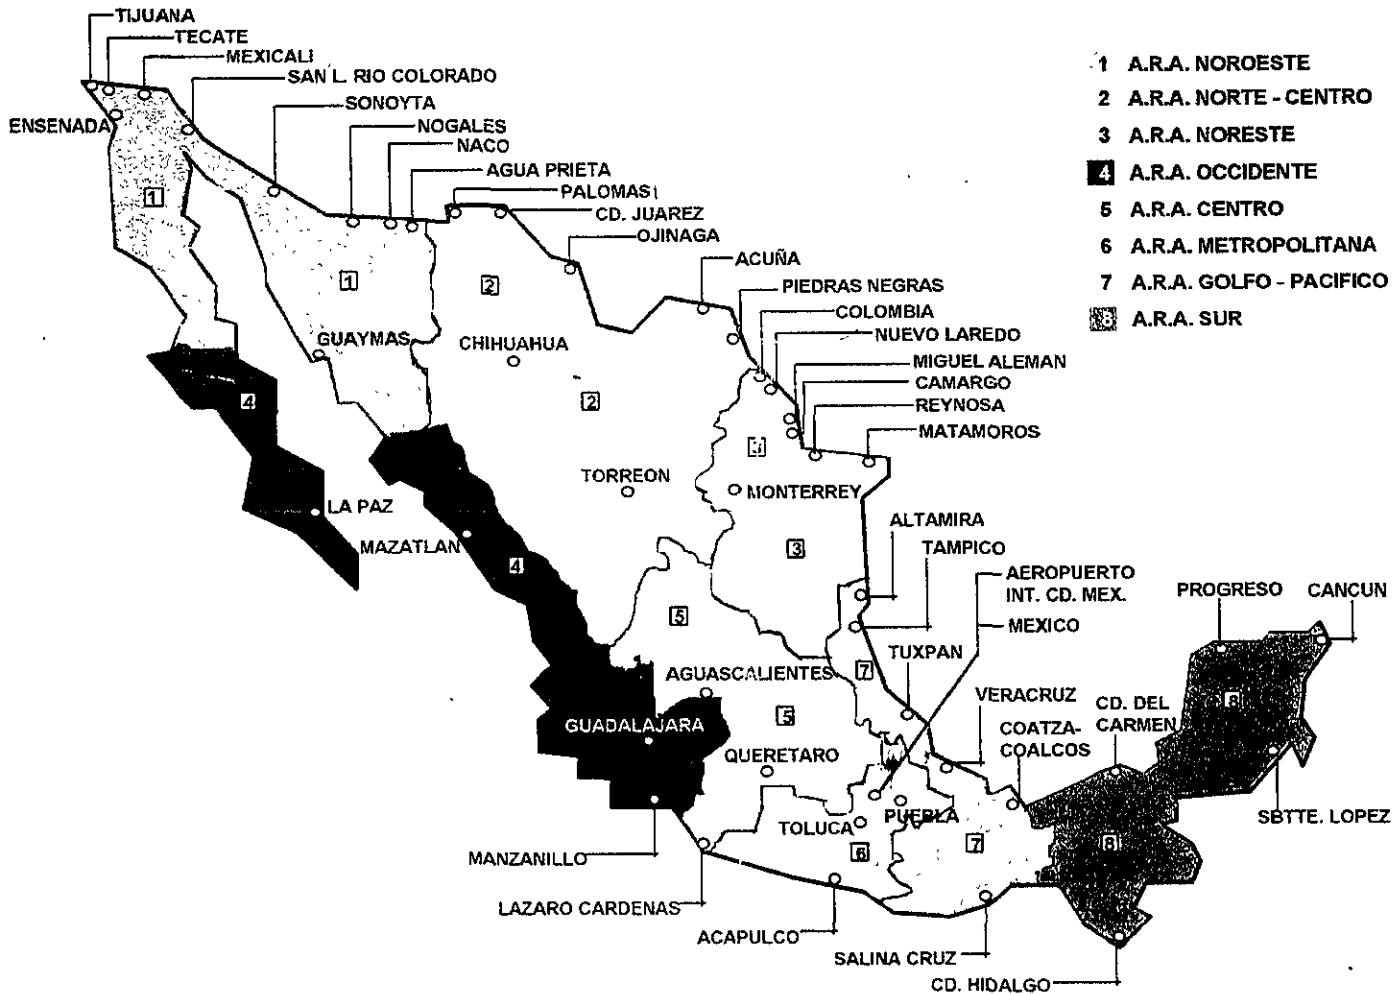 TIJUANA
TECATE
MEXICALI
SAN L. RIO COLORADO
SONOYTA
ENSENADA
NOGALES
NACO
AGUA PRIETA
PALOMAS
CD. JUAREZ
OJINAGA
ACUÑA
PIEDRAS NEGRAS
COLOMBIA
NUEVO LAREDO
MIGUEL ALEMAN
CAMARGO
REYNOSA
MATAMOROS
1 A.R.A. NOROESTE
2 A.R.A. NORTE - CENTRO
3 A.R.A. NORESTE
4 A.R.A. OCCIDENTE
5 A.R.A. CENTRO
6 A.R.A. METROPOLITANA
7 A.R.A. GOLFO - PACIFICO
8 A.R.A. SUR
1
1
2
GUAYMAS
CHIHUAHUA
4
2
3
TORREON
MONTERREY
LA PAZ
MAZATLAN
4
3
ALTAMIRA
TAMPICO
AEROPUERTO
INT. CD. MEX.
MEXICO
PROGRESO
CANCUN
5
AGUASCALIENTES
7
TUXPAN
VERACRUZ
COATZA-
COALCOS
CD. DEL
CARMEN
8
GUADALAJARA
5
QUERETARO
TOLUCA
PUEBLA
6
7
8
SBTTE. LOPEZ
MANZANILLO
LAZARO CARDENAS
ACAPULCO
SALINA CRUZ
CD. HIDALGO